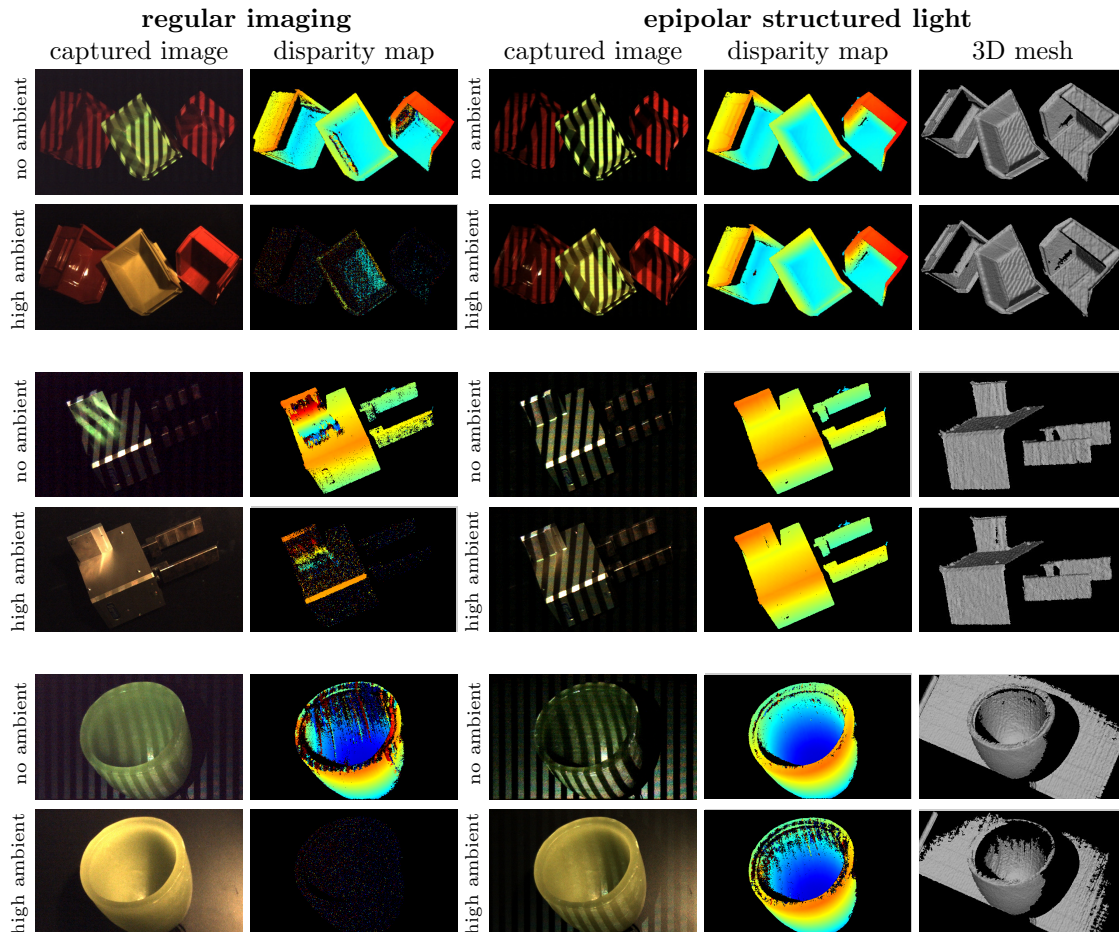 regular imaging
epipolar structured light
captured image
disparity map
captured image
disparity map
3D mesh
no ambient
no ambient
high ambient
high ambient
no ambient
no ambient
high ambient
high ambient
no ambient
no ambient
high ambient
high ambient